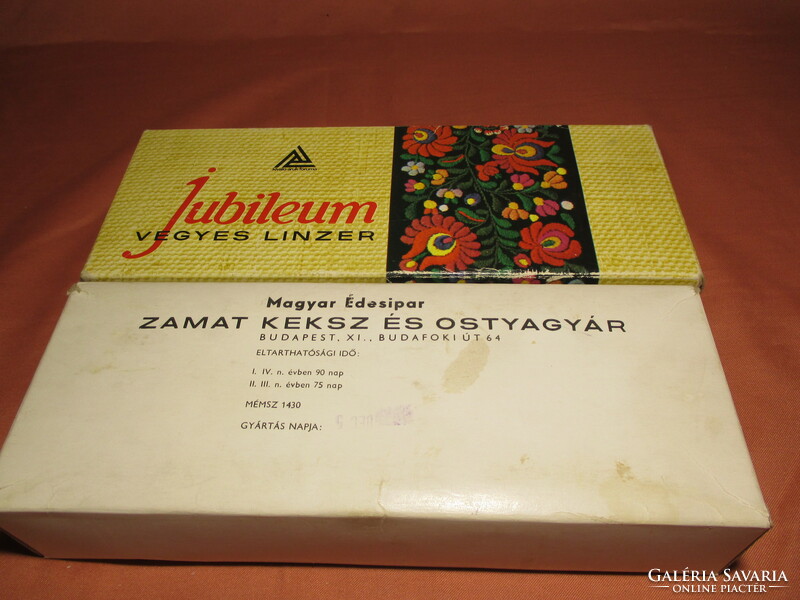 Jubileum
VEGYES LINZER
Magyar Édesipar
ZAMAT KEKSZ ÉS OSTYAGYÁR
BUDAPEST, XI., BUDAFOKI ÚT 64
ELTARTHATÓSÁGI IDŐ:
I. IV. n. évben 90 nap
II. III. n. évben 75 nap
MÉMSZ 1430
GYÁRTÁS NAPJA:
GALÉRIA SAVARIA
ONLINE PIACTÉR